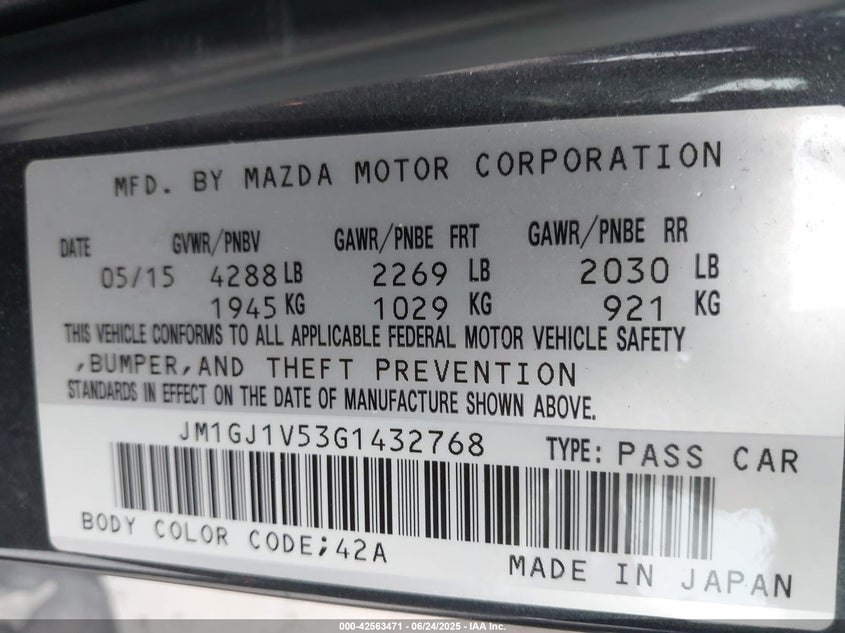 MFD. BY MAZDA MOTOR CORPORATION
DATE GVWR/PNBV GAWR/PNBE FRT GAWR/PNBE RR
05/15 4288 LB 2269 LB 2030 LB
1945 KG 1029 KG 921 KG
THIS VEHICLE CONFORMS TO ALL APPLICABLE FEDERAL MOTOR VEHICLE SAFETY
,BUMPER,AND THEFT PREVENTION
STANDARDS IN EFFECT ON THE DATE OF MANUFACTURE SHOWN ABOVE.
JM1GJ1V53G1432768 TYPE: PASS CAR
BODY COLOR CODE;42A
MADE IN JAPAN
000-42563471 - 06/24/2025 - IAA Inc.